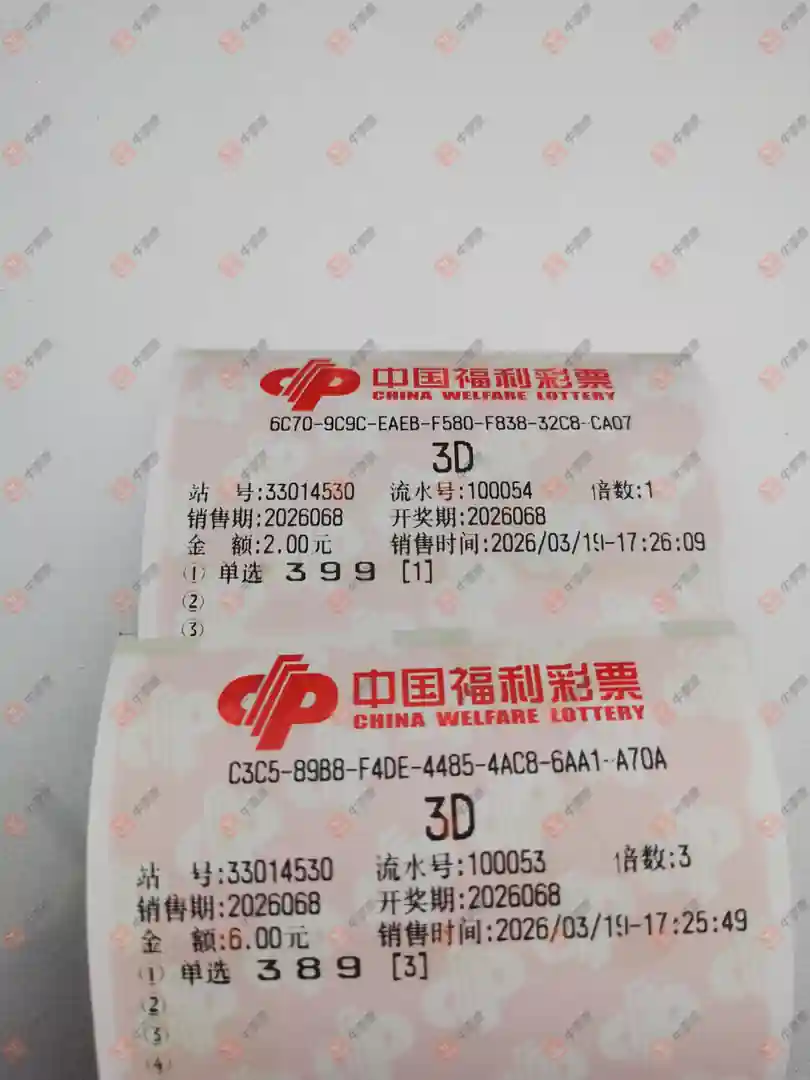 中国福利彩票
CHINA WELFARE LOTTERY
6C70-9C9C-EAEB-F580-F838-32C8-CA07
3D
站 号:33014530 流水号:100054 倍数:1
销售期:2026068 开奖期:2026068
金 额:2.00元 销售时间:2026/03/19-17:26:09
(1) 单选 3 9 9 [1]
(2)
(3)
中国福利彩票
CHINA WELFARE LOTTERY
C3C5-89B8-F4DE-4485-4AC8-6AA1-A70A
3D
站 号:33014530 流水号:100053 倍数:3
销售期:2026068 开奖期:2026068
金 额:6.00元 销售时间:2026/03/19-17:25:49
(1) 单选 3 8 9 [3]
(2)
(3)
(4)